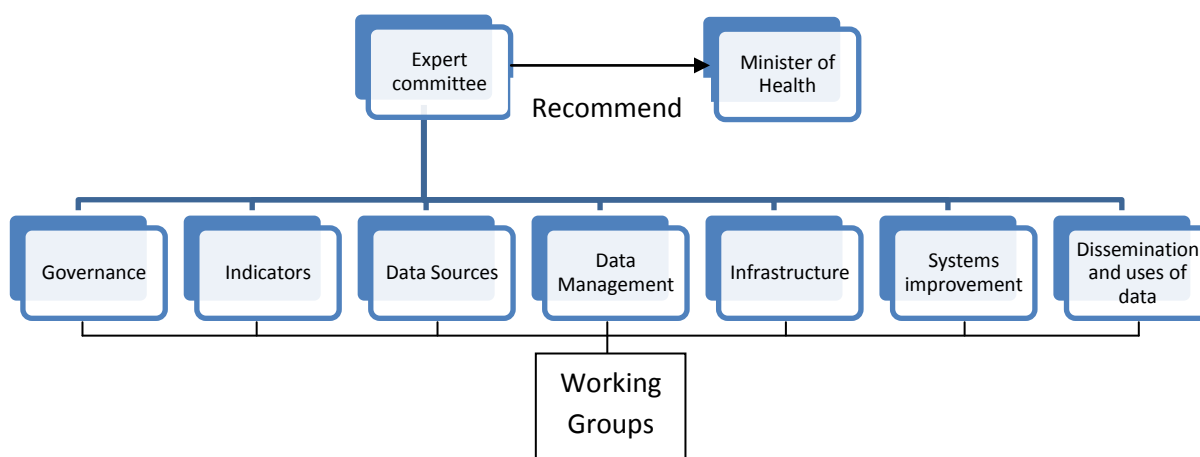 Expert
committee
Minister of
Health
Recommend
Governance
Indicators
Data Sources
Data
Management
Infrastructure
Systems
improvement
Dissemination
and uses of
data
Working
Groups